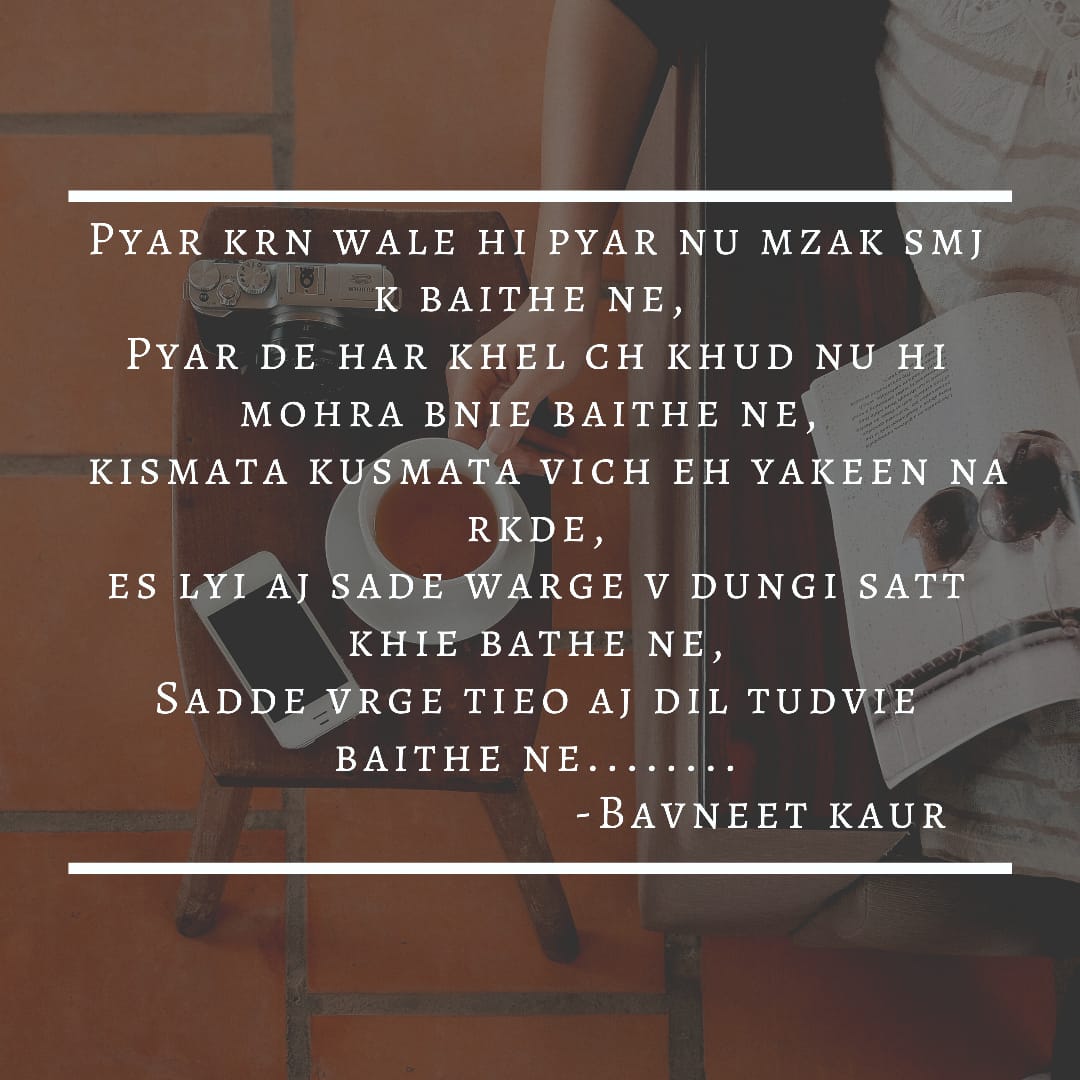 Pyar krn wale hi pyar nu mzak smj
k baithe ne,
Pyar de har khel ch khud nu hi
mohra bnie baithe ne,
kismata kusmata vich eh yakeen na
rkde,
es lyi aj sade warge v dungi satt
khie bathe ne,
Sadde vrge tieo aj dil tudvie
baithe ne........
-Bavneet kaur